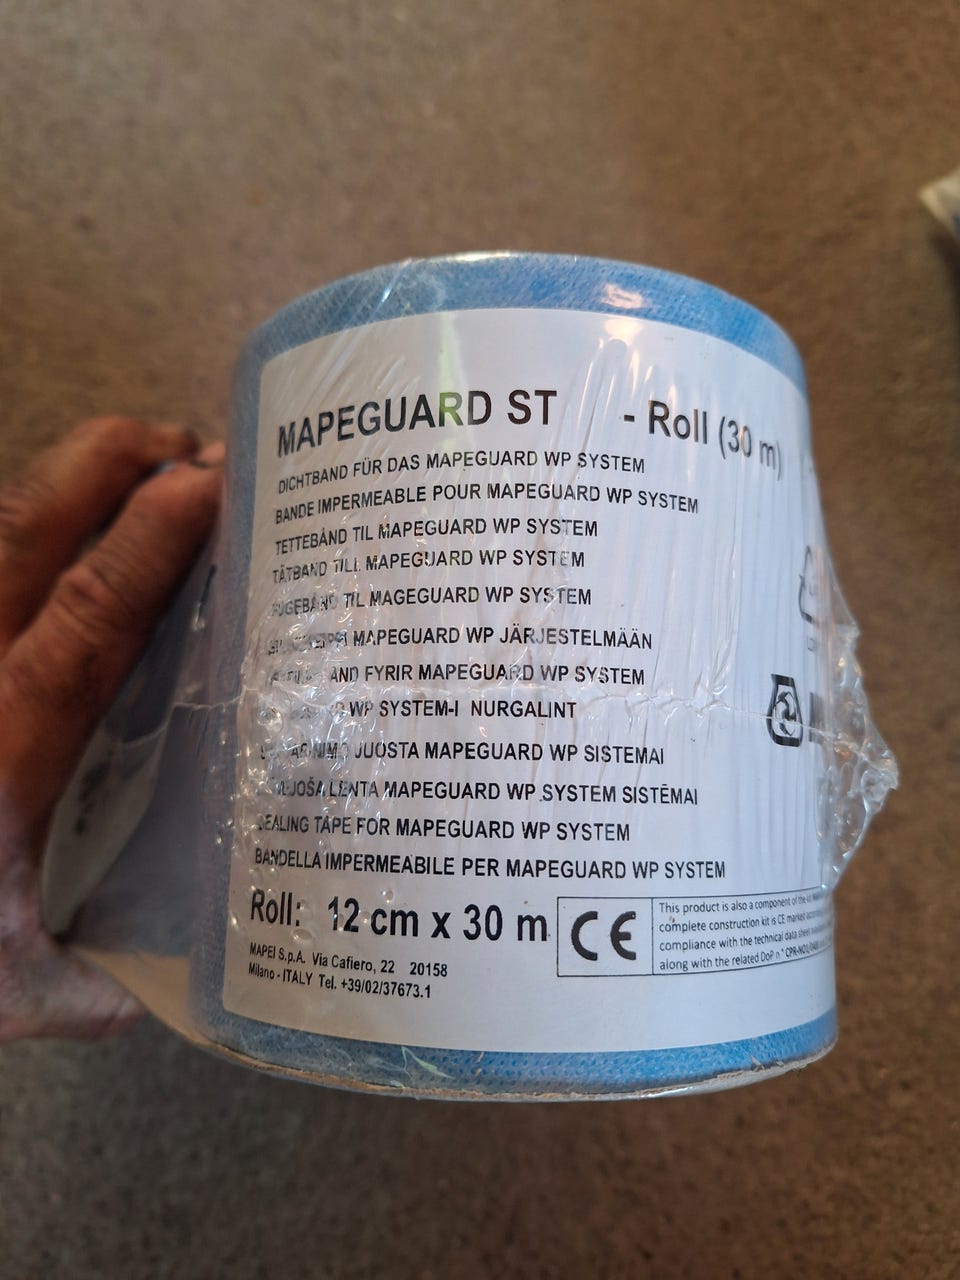 MAPEGUARD ST - Roll (30 m)
DICHTBAND FÜR DAS MAPEGUARD WP SYSTEM
BANDE IMPERMEABLE POUR MAPEGUARD WP SYSTEM
TETTEBÅND TIL MAPEGUARD WP SYSTEM
TÄTBAND TILL MAPEGUARD WP SYSTEM
TIL MAGEGUARD WP SYSTEM
MAPEGUARD WP JÄRJESTELMÄÄN
FYRIR MAPEGUARD WP SYSTEM
WP SYSTEM-I NURGALINT
JUOSTA MAPEGUARD WP SISTEMAI
LENTA MAPEGUARD WP SYSTEM SISTĒMAI
SEALING TAPE FOR MAPEGUARD WP SYSTEM
BANDELLA IMPERMEABILE PER MAPEGUARD WP SYSTEM
Roll: 12 cm x 30 m
CE
This product is also a component of the
complete construction kit is CE marked
compliance with the technical data sheet
along with the related DoP n°
MAPEI S.p.A. Via Cafiero, 22 20158
Milano - ITALY Tel. +39/02/37673.1